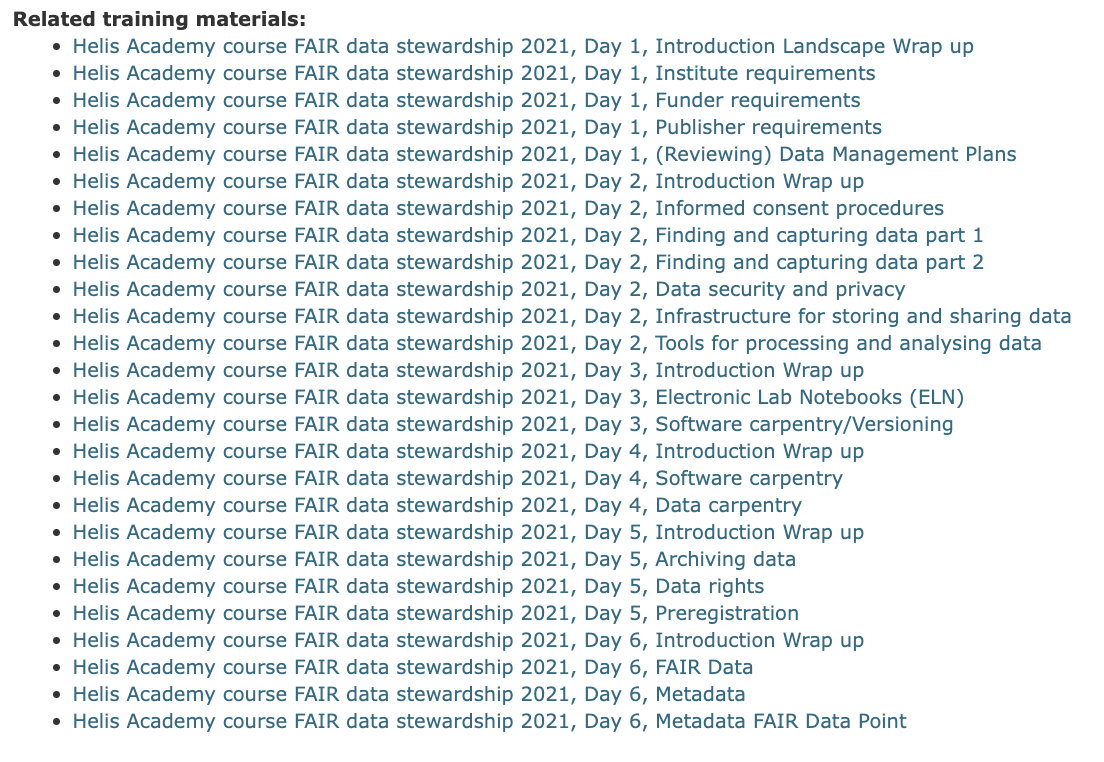 Related training materials:
Helis Academy course FAIR data stewardship 2021, Day 1, Introduction Landscape Wrap up
Helis Academy course FAIR data stewardship 2021, Day 1, Institute requirements
Helis Academy course FAIR data stewardship 2021, Day 1, Funder requirements
Helis Academy course FAIR data stewardship 2021, Day 1, Publisher requirements
Helis Academy course FAIR data stewardship 2021, Day 1, (Reviewing) Data Management Plans
Helis Academy course FAIR data stewardship 2021, Day 2, Introduction Wrap up
Helis Academy course FAIR data stewardship 2021, Day 2, Informed consent procedures
Helis Academy course FAIR data stewardship 2021, Day 2, Finding and capturing data part 1
Helis Academy course FAIR data stewardship 2021, Day 2, Finding and capturing data part 2
Helis Academy course FAIR data stewardship 2021, Day 2, Data security and privacy
Helis Academy course FAIR data stewardship 2021, Day 2, Infrastructure for storing and sharing data
Helis Academy course FAIR data stewardship 2021, Day 2, Tools for processing and analysing data
Helis Academy course FAIR data stewardship 2021, Day 3, Introduction Wrap up
Helis Academy course FAIR data stewardship 2021, Day 3, Electronic Lab Notebooks (ELN)
Helis Academy course FAIR data stewardship 2021, Day 3, Software carpentry/Versioning
Helis Academy course FAIR data stewardship 2021, Day 4, Introduction Wrap up
Helis Academy course FAIR data stewardship 2021, Day 4, Software carpentry
Helis Academy course FAIR data stewardship 2021, Day 4, Data carpentry
Helis Academy course FAIR data stewardship 2021, Day 5, Introduction Wrap up
Helis Academy course FAIR data stewardship 2021, Day 5, Archiving data
Helis Academy course FAIR data stewardship 2021, Day 5, Data rights
Helis Academy course FAIR data stewardship 2021, Day 5, Preregistration
Helis Academy course FAIR data stewardship 2021, Day 6, Introduction Wrap up
Helis Academy course FAIR data stewardship 2021, Day 6, FAIR Data
Helis Academy course FAIR data stewardship 2021, Day 6, Metadata
Helis Academy course FAIR data stewardship 2021, Day 6, Metadata FAIR Data Point